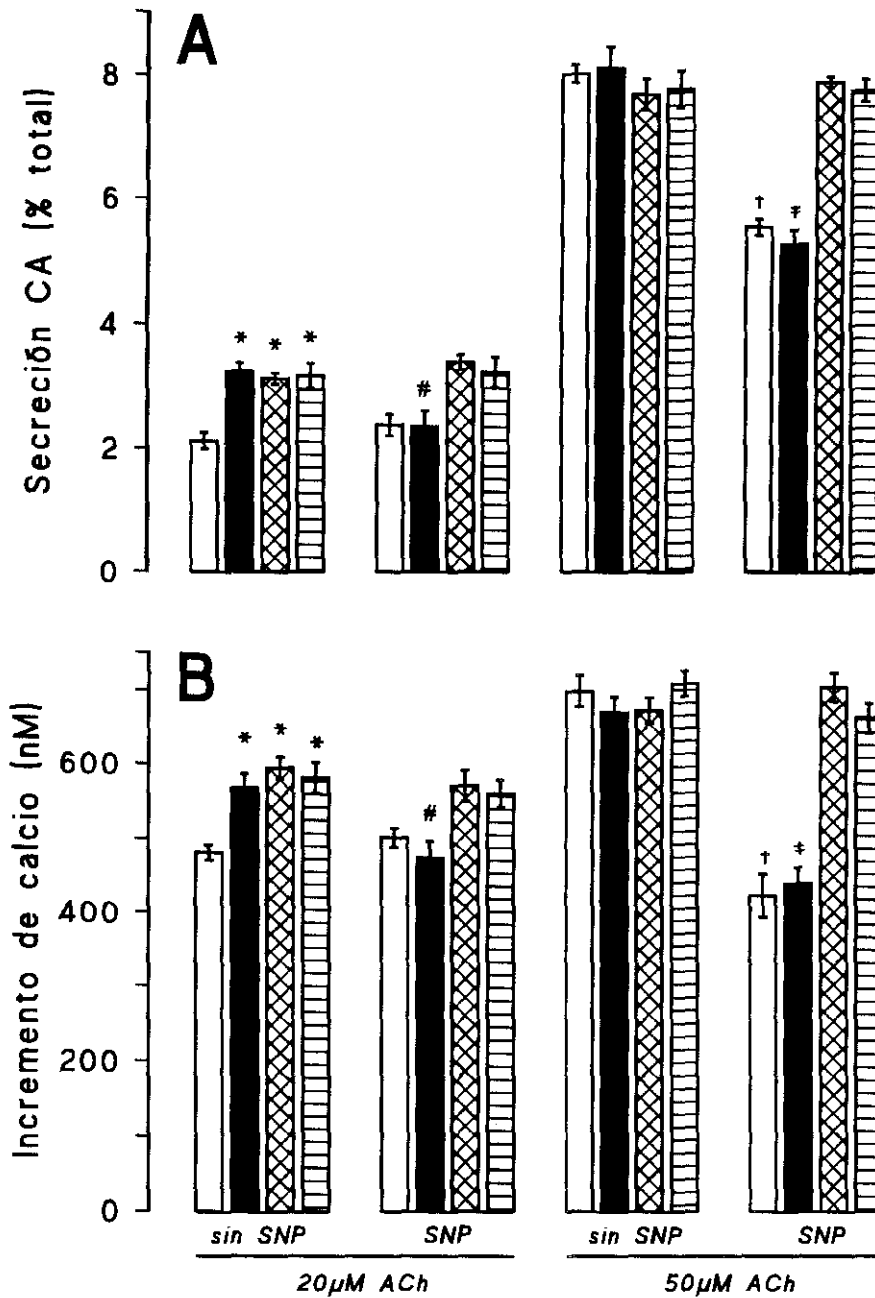 A
Secreción CA (% total)
8
6
4
2
0
* * *
#
† ‡
B
Incremento de calcio (nM)
600
400
200
0
* * *
#
† ‡
sin SNP SNP sin SNP SNP
20µM ACh 50µM ACh